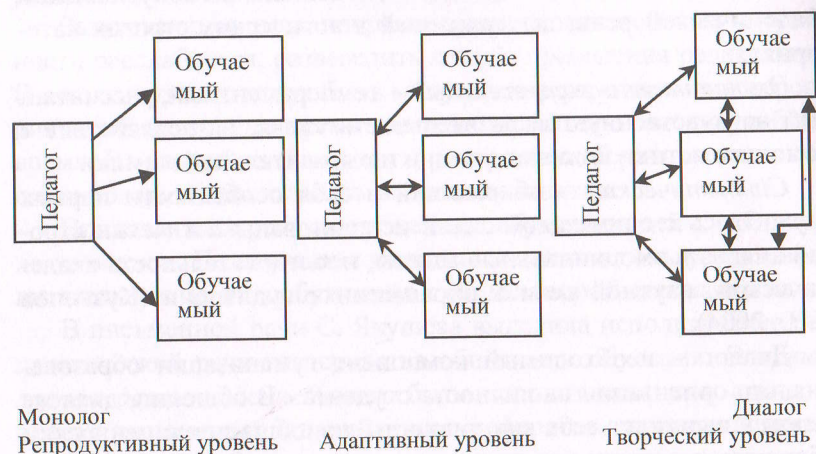 Педагог
Обучае
мый
Обучае
мый
Обучае
мый
Педагог
Обучае
мый
Обучае
мый
Обучае
мый
Педагог
Обучае
мый
Обучае
мый
Обучае
мый
Монолог
Диалог
Репродуктивный уровень
Адаптивный уровень
Творческий уровень